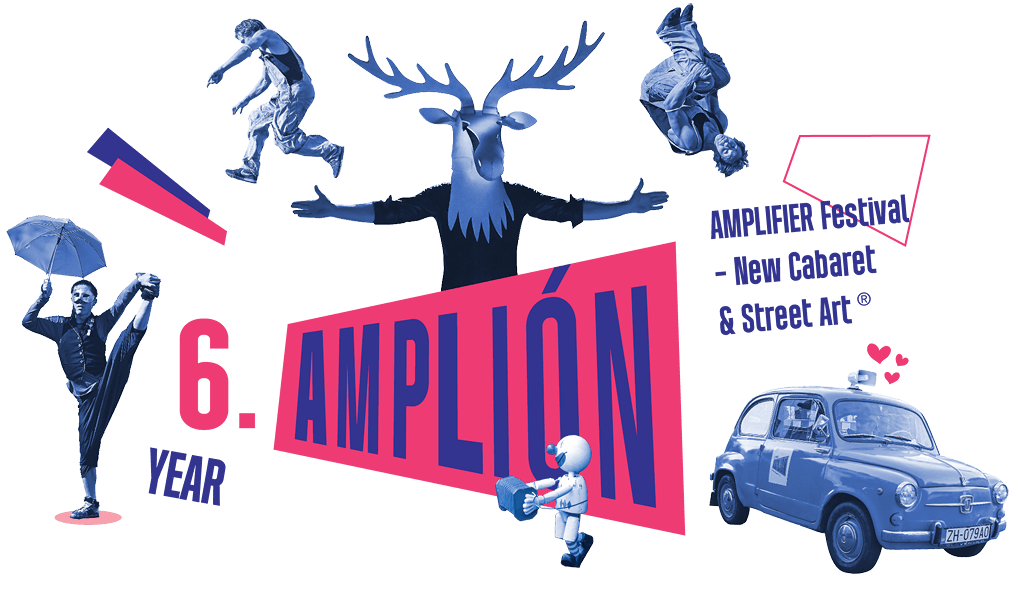 6.
YEAR
AMPLIÓN
AMPLIFIER Festival
– New Cabaret
& Street Art ®
ZH-079AO